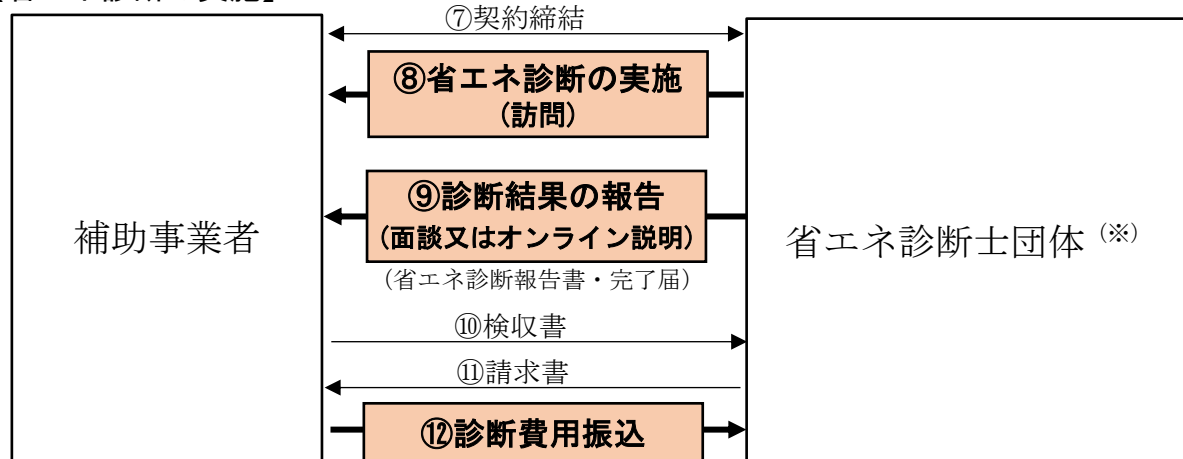 ⑦契約締結
⑧省エネ診断の実施
（訪問）
⑨診断結果の報告
（面談又はオンライン説明）
（省エネ診断報告書・完了届）
補助事業者
省エネ診断士団体（※）
⑩検収書
⑪請求書
⑫診断費用振込